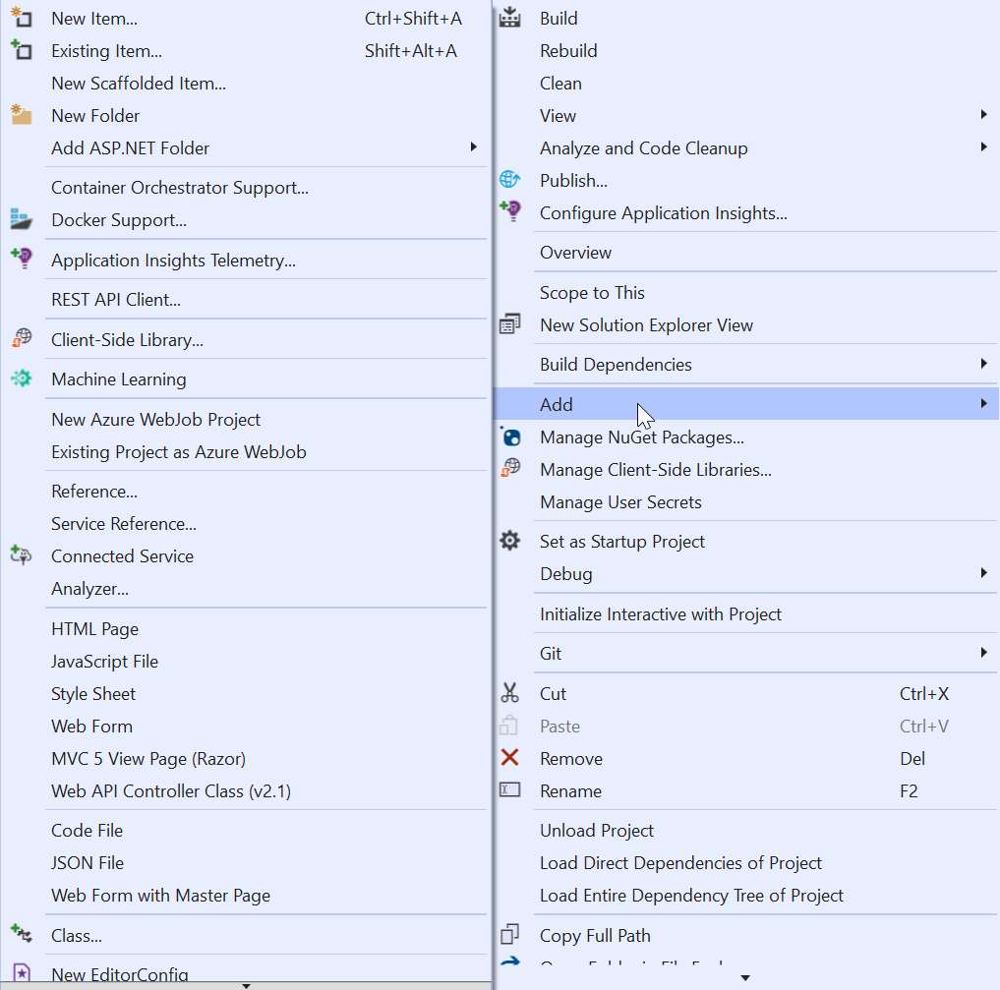 New Item... Ctrl+Shift+A
Existing Item... Shift+Alt+A
New Scaffolded Item...
New Folder
Add ASP.NET Folder
Container Orchestrator Support...
Docker Support...
Application Insights Telemetry...
REST API Client...
Client-Side Library...
Machine Learning
New Azure WebJob Project
Existing Project as Azure WebJob
Reference...
Service Reference...
Connected Service
Analyzer...
HTML Page
JavaScript File
Style Sheet
Web Form
MVC 5 View Page (Razor)
Web API Controller Class (v2.1)
Code File
JSON File
Web Form with Master Page
Class...
New EditorConfig
Build
Rebuild
Clean
View
Analyze and Code Cleanup
Publish...
Configure Application Insights...
Overview
Scope to This
New Solution Explorer View
Build Dependencies
Add
Manage NuGet Packages...
Manage Client-Side Libraries...
Manage User Secrets
Set as Startup Project
Debug
Initialize Interactive with Project
Git
Cut Ctrl+X
Paste Ctrl+V
Remove Del
Rename F2
Unload Project
Load Direct Dependencies of Project
Load Entire Dependency Tree of Project
Copy Full Path